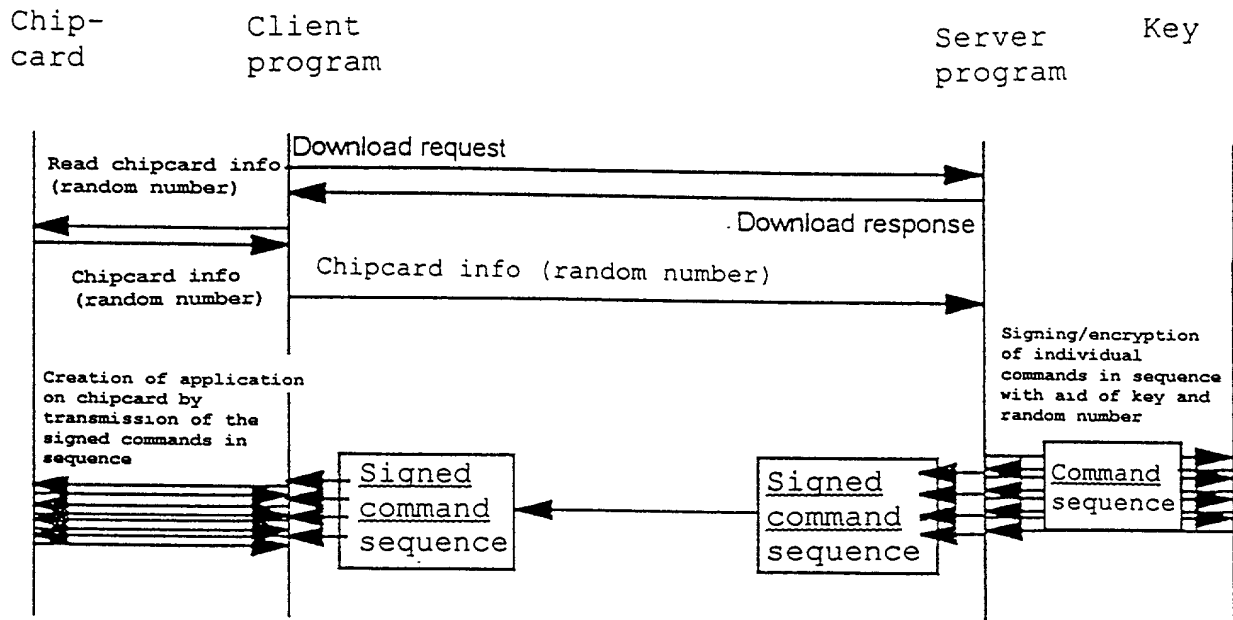 Chip-
card
Client
program
Server
program
Key
Download request
Read chipcard info
(random number)
Download response
Chipcard info
(random number)
Chipcard info (random number)
Signing/encryption
of individual
commands in sequence
with aid of key and
random number
Creation of application
on chipcard by
transmission of the
signed commands in
sequence
Signed
command
sequence
Signed
command
sequence
Command
sequence